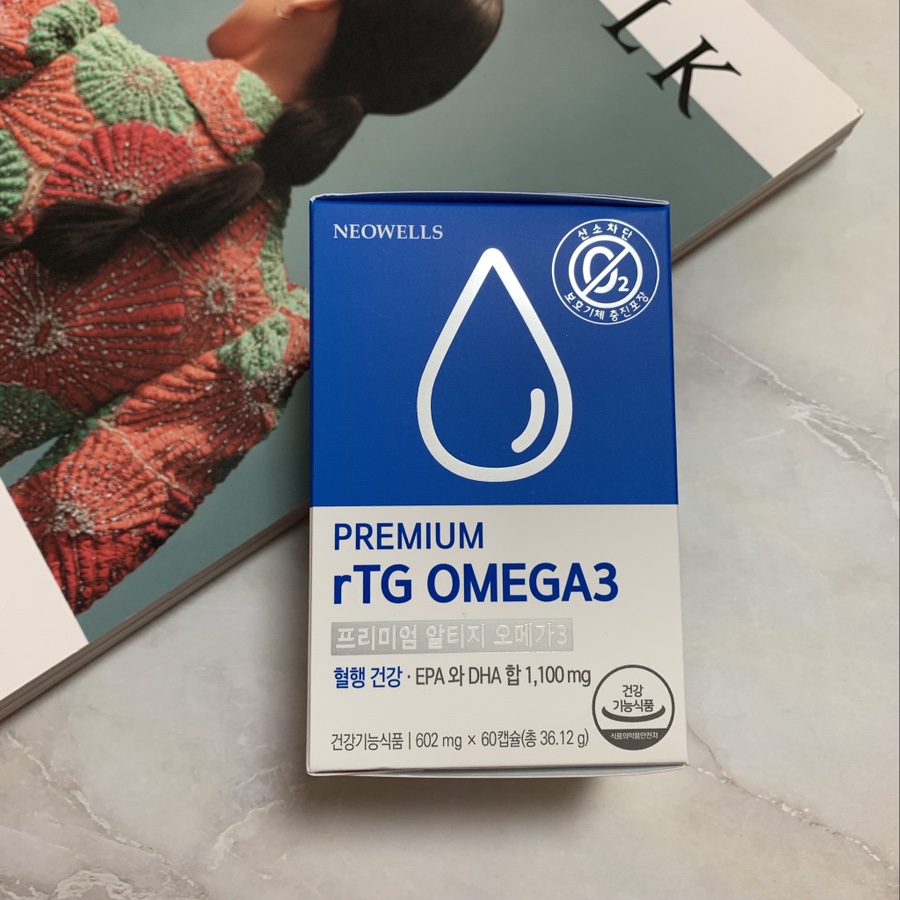 LK
NEOWELLS
산소차단
O2
보호기체 충진포장
PREMIUM
rTG OMEGA3
프리미엄 알티지 오메가3
혈행 건강 · EPA 와 DHA 합 1,100 mg
건강
기능식품
식품의약품안전처
건강기능식품 | 602 mg × 60캡슐(총 36.12 g)